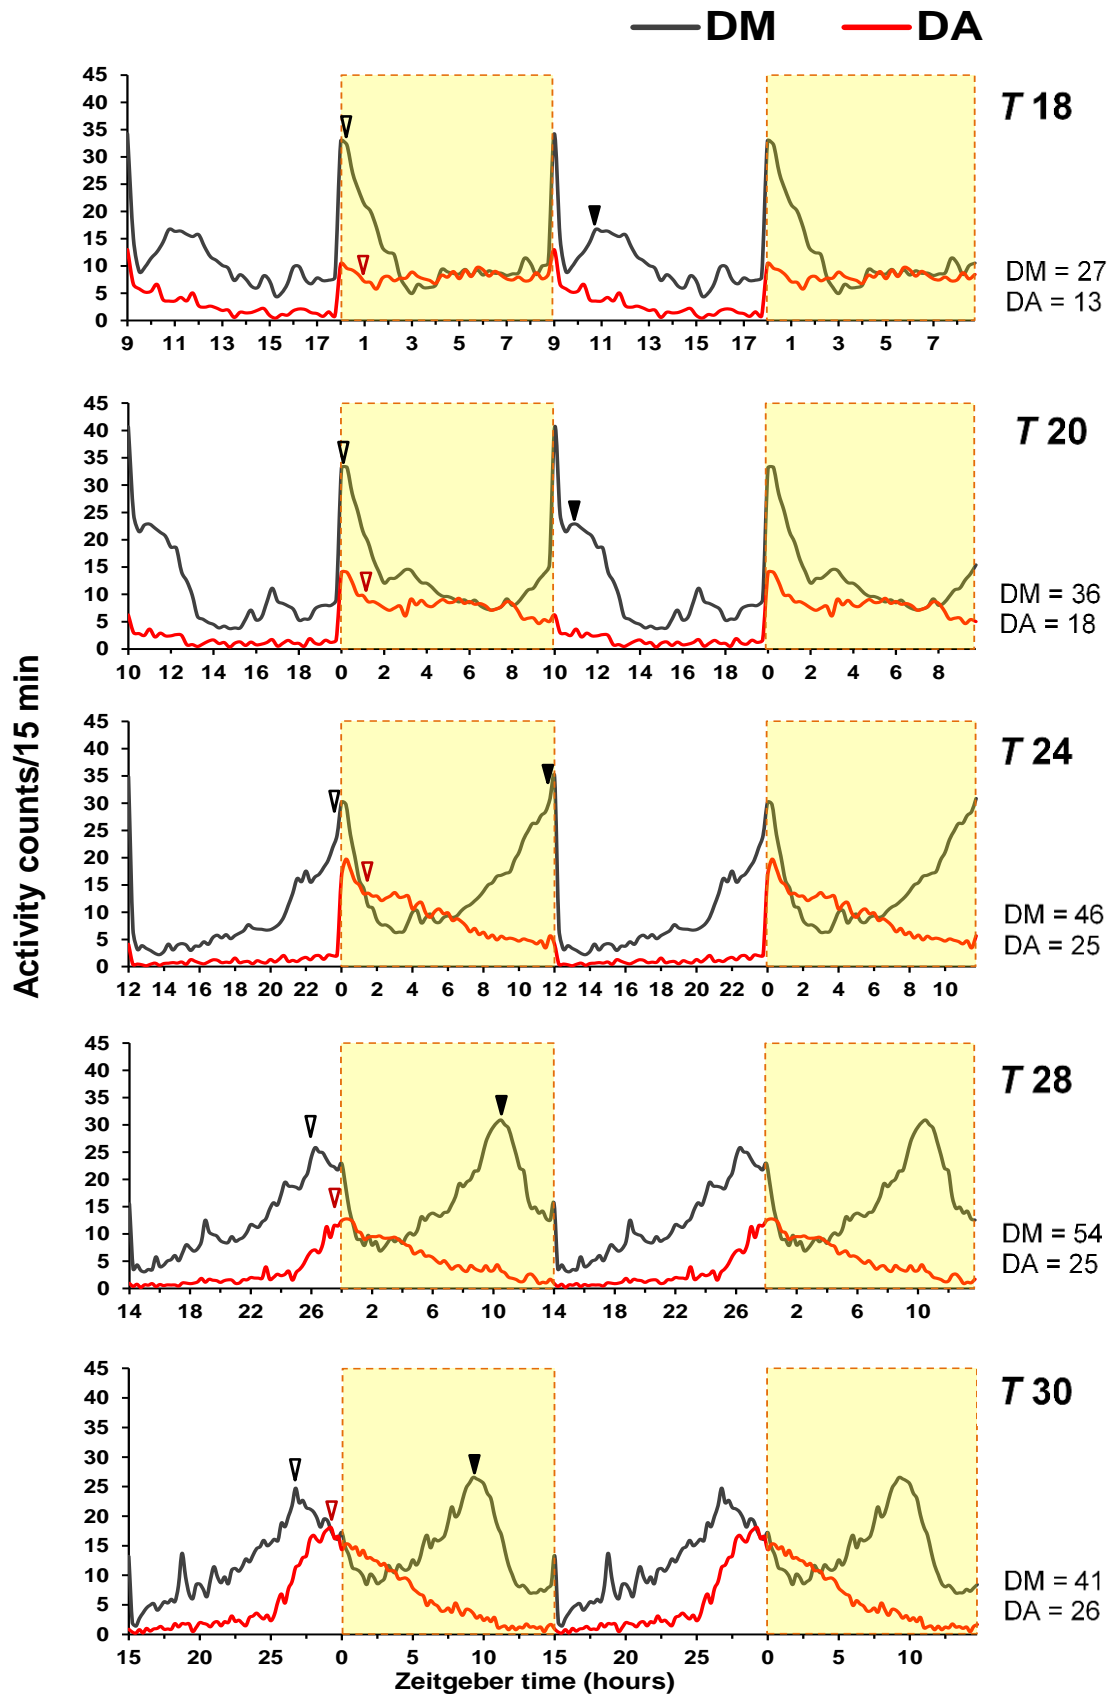 DM DA
45
40
35
30
25
20
15
10
5
0
9 11 13 15 17 1 3 5 7 9 11 13 15 17 1 3 5 7
T 18
DM = 27
DA = 13
45
40
35
30
25
20
15
10
5
0
10 12 14 16 18 0 2 4 6 8 10 12 14 16 18 0 2 4 6 8
T 20
DM = 36
DA = 18
Activity counts/15 min
45
40
35
30
25
20
15
10
5
0
12 14 16 18 20 22 0 2 4 6 8 10 12 14 16 18 20 22 0 2 4 6 8 10
T 24
DM = 46
DA = 25
45
40
35
30
25
20
15
10
5
0
14 18 22 26 2 6 10 14 18 22 26 2 6 10
T 28
DM = 54
DA = 25
45
40
35
30
25
20
15
10
5
0
15 20 25 0 5 10 15 20 25 0 5 10
T 30
DM = 41
DA = 26
Zeitgeber time (hours)